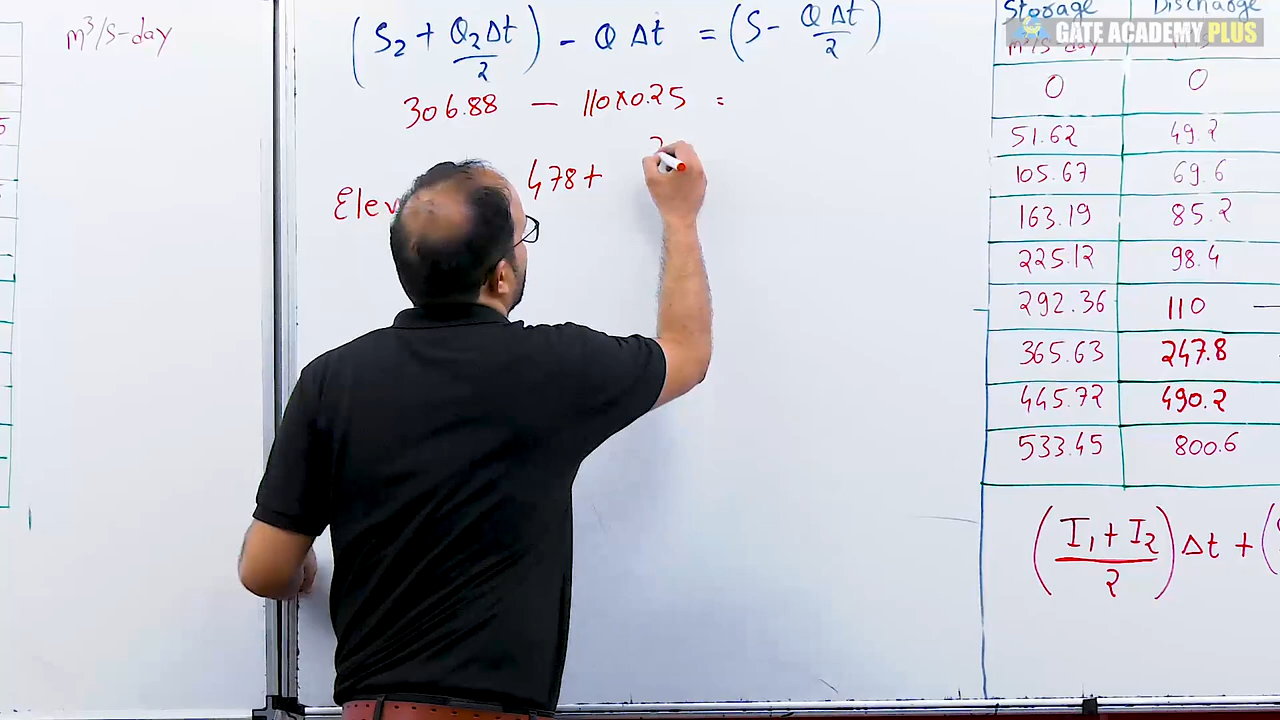 m³/s-day
(S₂ + Q₂Δt/2) - Q Δt = (S - QΔt/2)
306.88 - 110×0.25 =
478+
Storage Discharge
GATE ACADEMY PLUS
m³/s-day
0 0
51.62 49.2
105.67 69.6
163.19 85.2
225.12 98.4
292.36 110
365.63 247.8
445.72 490.2
533.45 800.6
(I₁ + I₂/2) Δt + (